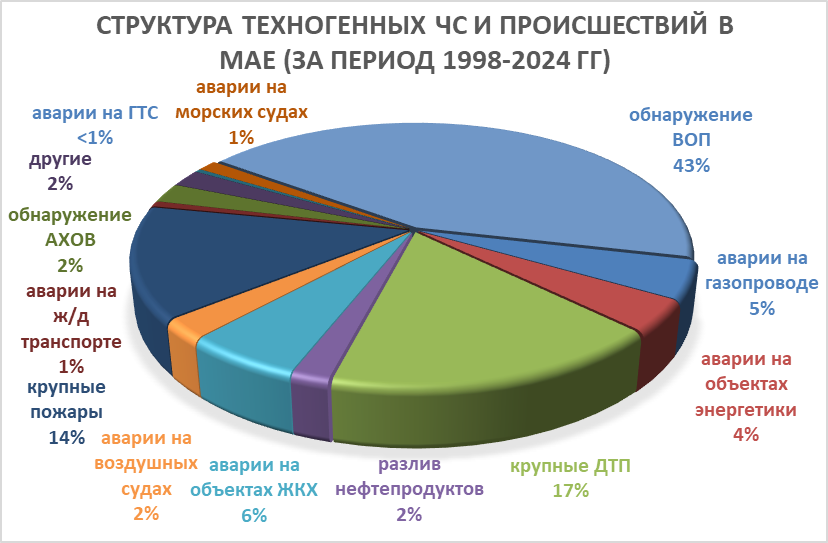 СТРУКТУРА ТЕХНОГЕННЫХ ЧС И ПРОИСШЕСТВИЙ В
МАЕ (ЗА ПЕРИОД 1998-2024 ГГ)
аварии на
морских судах
1%
аварии на ГТС
<1%
другие
2%
обнаружение
АХОВ
2%
аварии на
ж/д
транспорте
1%
крупные
пожары
14%
аварии на
воздушных
судах
2%
аварии на
объектах ЖКХ
6%
разлив
нефтепродуктов
2%
крупные ДТП
17%
аварии на
объектах
энергетики
4%
аварии на
газопроводе
5%
обнаружение
ВОП
43%